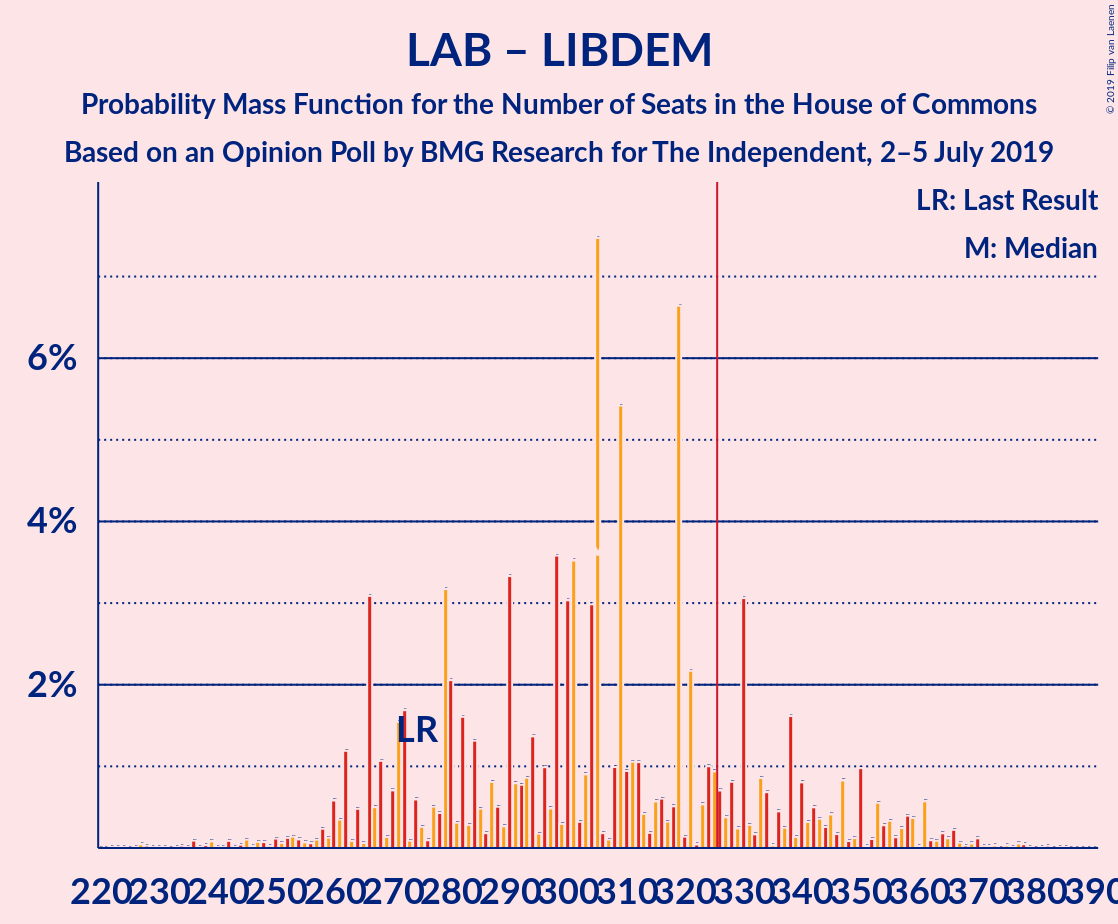 LAB – LIBDEM
Probability Mass Function for the Number of Seats in the House of Commons
Based on an Opinion Poll by BMG Research for The Independent, 2–5 July 2019
© 2019 Filip van Laenen
LR: Last Result
M: Median
6%
4%
2%
LR
220 230 240 250 260 270 280 290 300 310 320 330 340 350 360 370 380 390